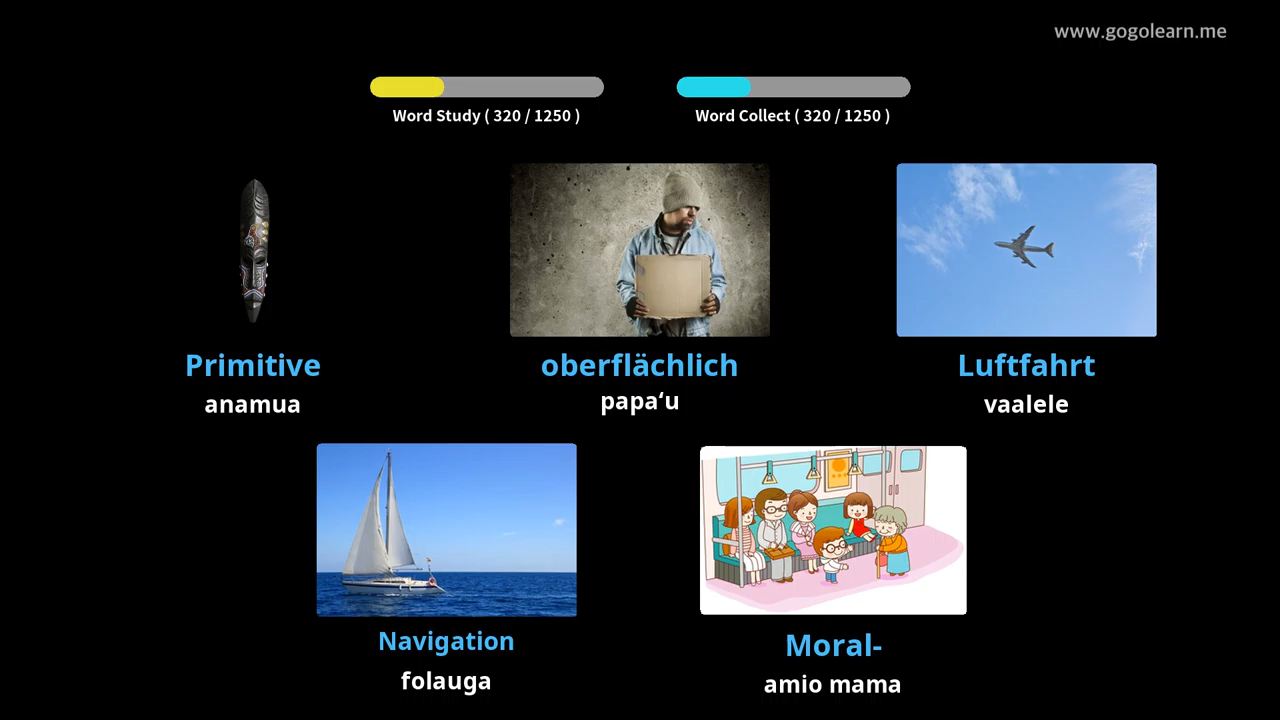 www.gogolearn.me
Word Study ( 320 / 1250 )
Word Collect ( 320 / 1250 )
Primitive
anamua
oberflächlich
papaʻu
Luftfahrt
vaalele
Navigation
folauga
Moral-
amio mama